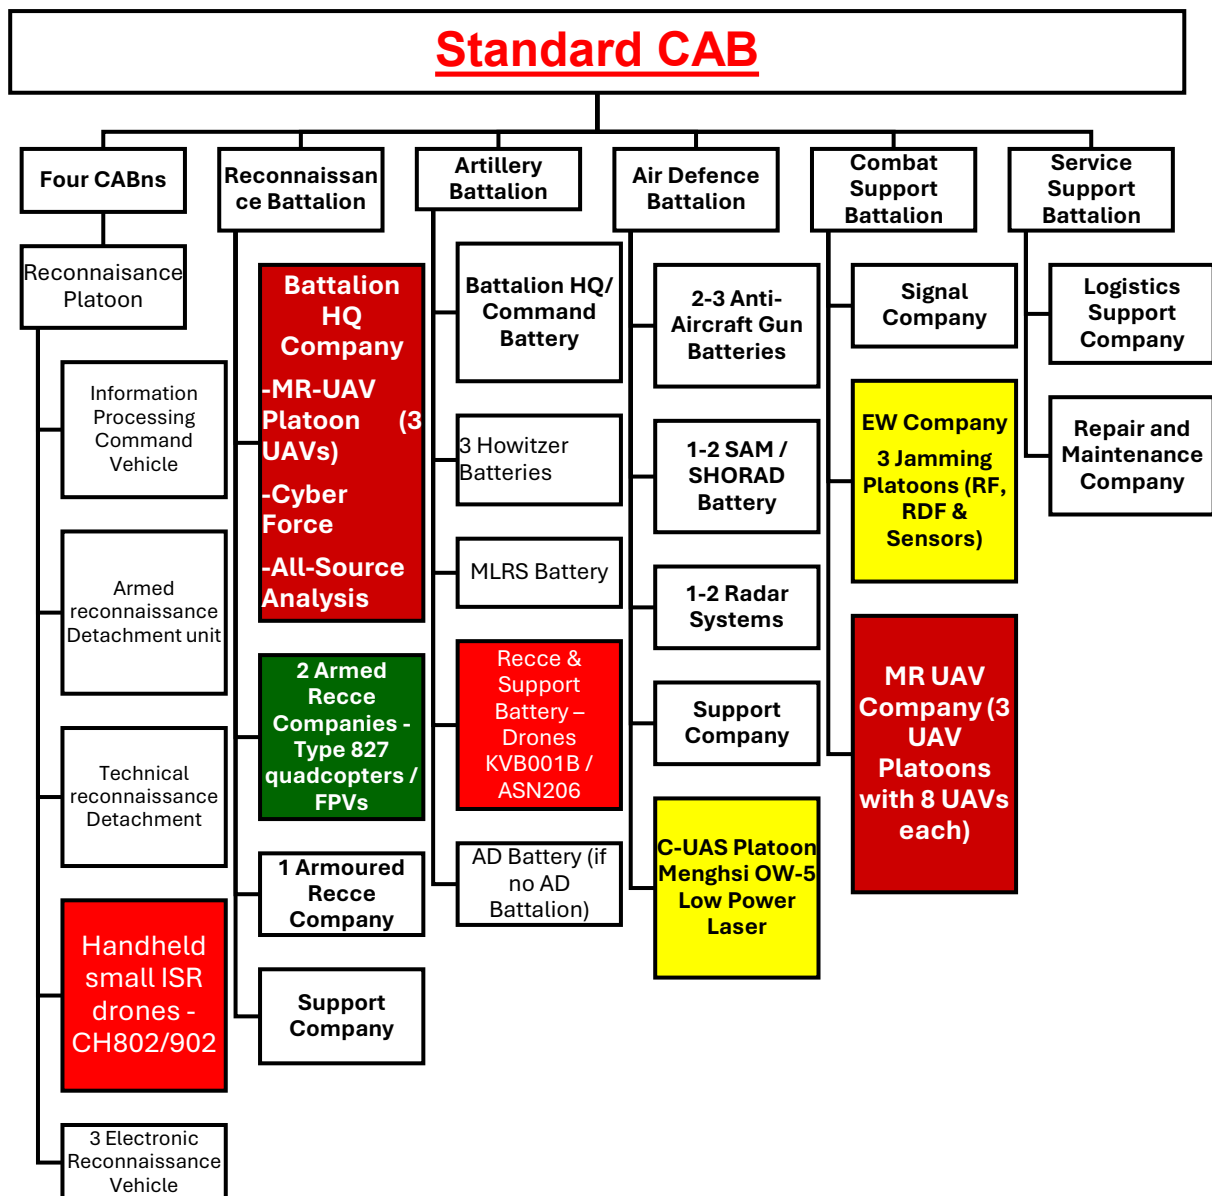 Standard CAB
Four CABns
Reconnaisance
Platoon
Information
Processing
Command
Vehicle
Armed
reconnaissance
Detachment unit
Technical
reconnaissance
Detachment
Handheld
small ISR
drones -
CH802/902
3 Electronic
Reconnaissance
Vehicle
Reconnaissan
ce Battalion
Battalion
HQ
Company
-MR-UAV
Platoon (3
UAVs)
-Cyber
Force
-All-Source
Analysis
2 Armed
Recce
Companies -
Type 827
quadcopters /
FPVs
1 Armoured
Recce
Company
Support
Company
Artillery
Battalion
Battalion HQ/
Command
Battery
3 Howitzer
Batteries
MLRS Battery
Recce &
Support
Battery –
Drones
KVB001B /
ASN206
AD Battery (if
no AD
Battalion)
Air Defence
Battalion
2-3 Anti-
Aircraft Gun
Batteries
1-2 SAM /
SHORAD
Battery
1-2 Radar
Systems
Support
Company
C-UAS Platoon
Menghsi OW-5
Low Power
Laser
Combat
Support
Battalion
Signal
Company
EW Company
3 Jamming
Platoons (RF,
RDF &
Sensors)
MR UAV
Company (3
UAV
Platoons
with 8 UAVs
each)
Service
Support
Battalion
Logistics
Support
Company
Repair and
Maintenance
Company